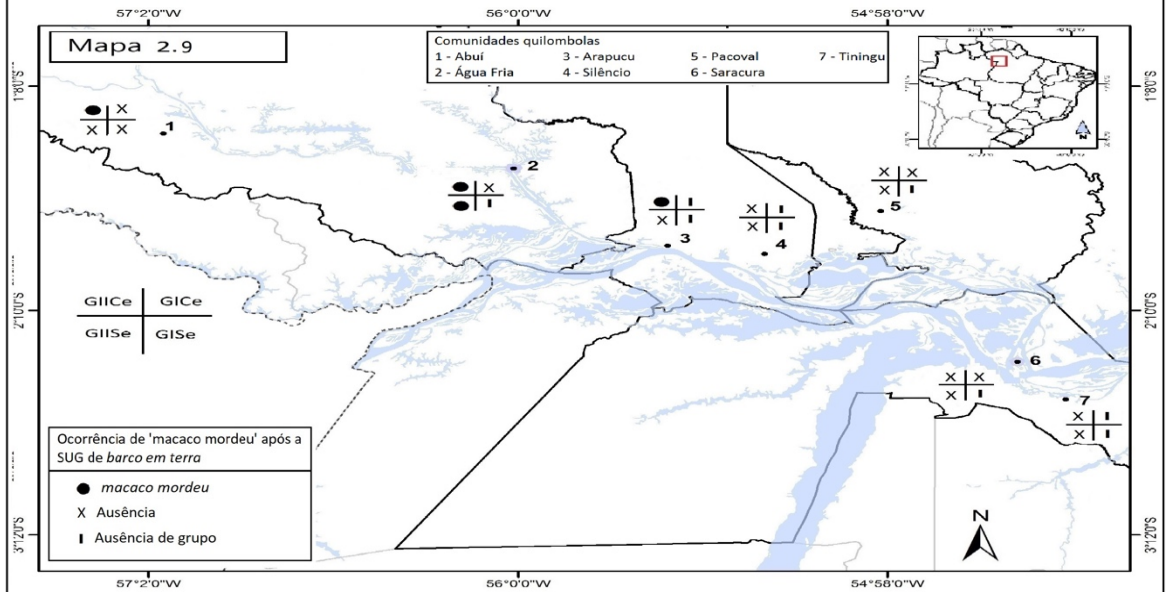 57°2'0"W 56°0'0"W 54°58'0"W
Mapa 2.9
Comunidades quilombolas
1 - Abuí 3 - Arapucu 5 - Pacoval 7 - Tiningu
2 - Água Fria 4 - Silêncio 6 - Saracura
N
1°8'0"S 1°8'0"S
X
X X
1
2
X
X X
X
5
X
X
3
X
X
4
2°10'0"S 2°10'0"S
GIICe GICe
GIISe GISe
6
X X
X
7
X
X
Ocorrência de 'macaco mordeu' após a
SUG de barco em terra
macaco mordeu
X Ausência
Ausência de grupo
N
3°12'0"S 3°12'0"S
57°2'0"W 56°0'0"W 54°58'0"W